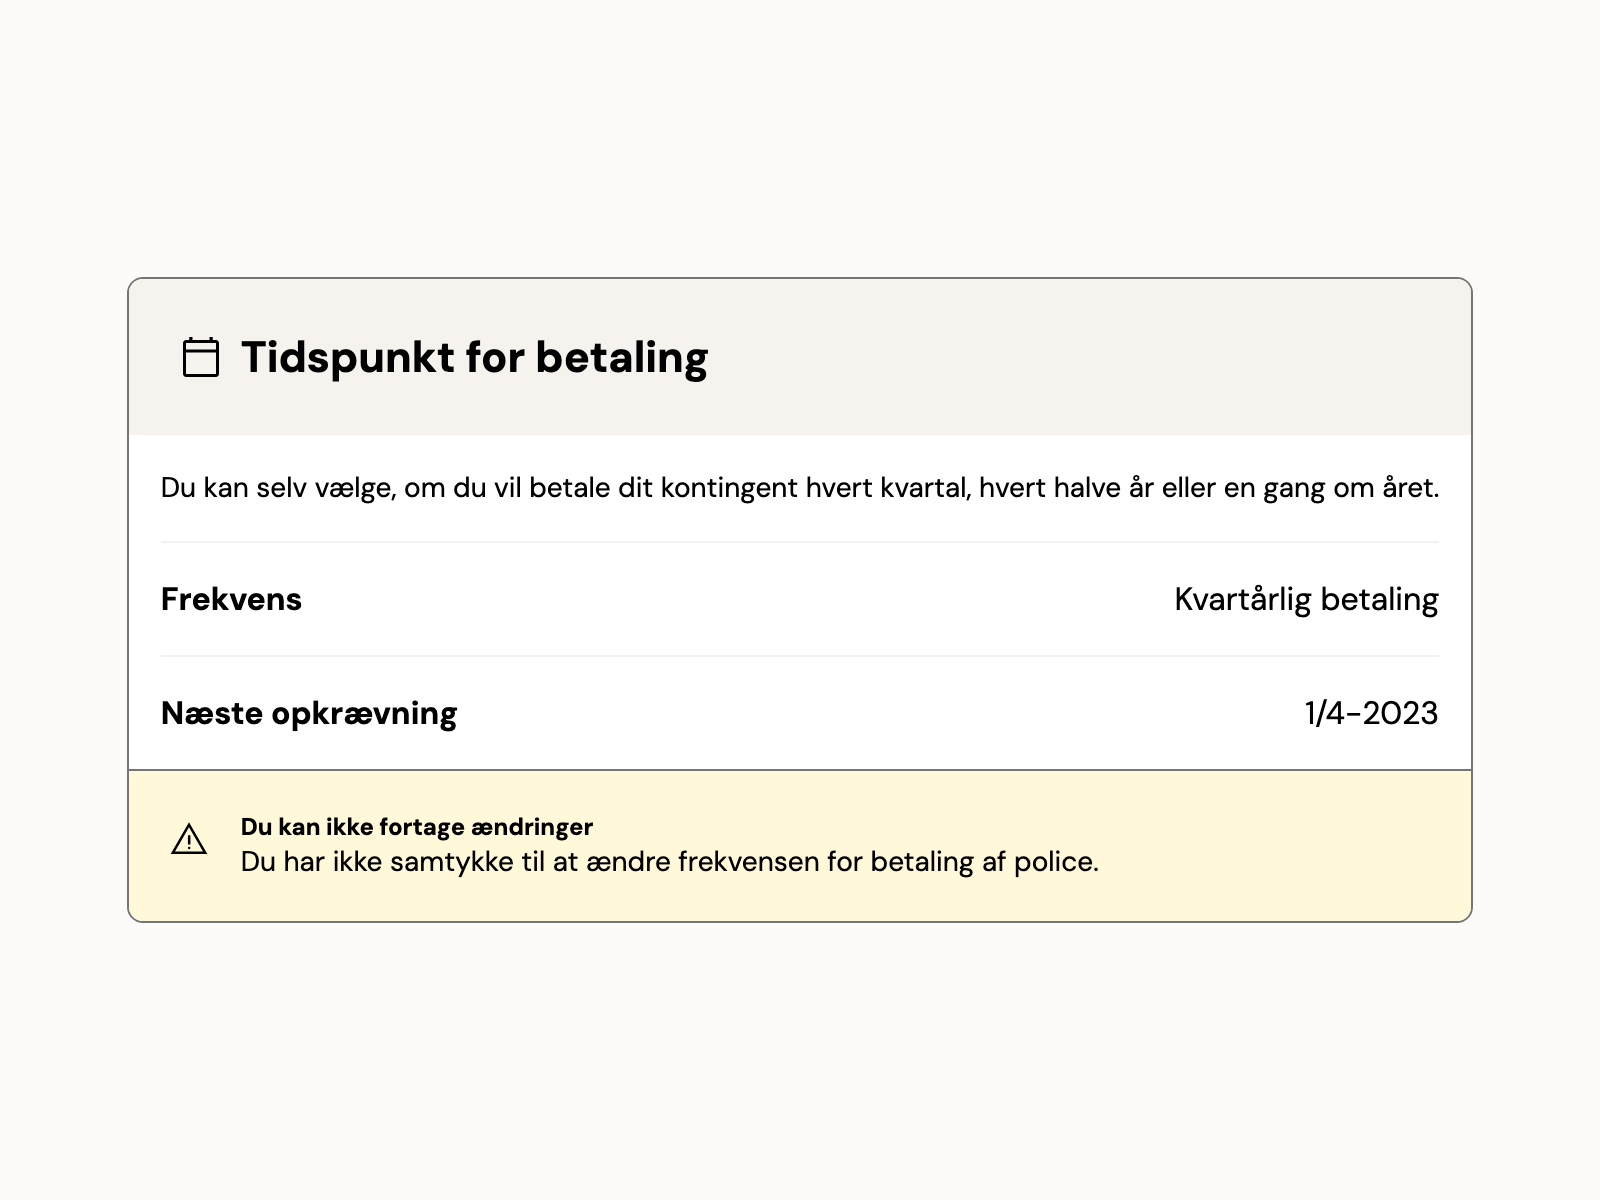 Tidspunkt for betaling
Du kan selv vælge, om du vil betale dit kontingent hvert kvartal, hvert halve år eller en gang om året.
Frekvens
Kvartårlig betaling
Næste opkrævning
1/4-2023
Du kan ikke fortage ændringer
Du har ikke samtykke til at ændre frekvensen for betaling af police.